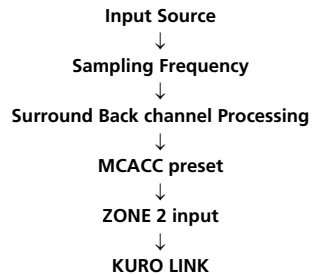 Input Source
↓
Sampling Frequency
↓
Surround Back channel Processing
↓
MCACC preset
↓
ZONE 2 input
↓
KURO LINK